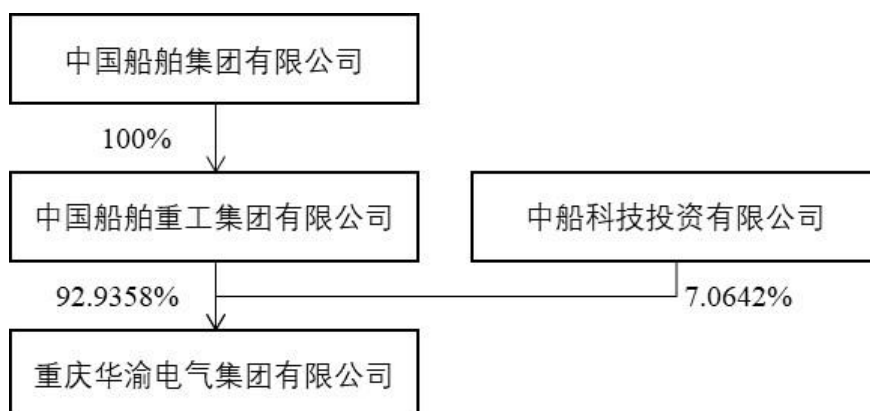 中国船舶集团有限公司
100%
中国船舶重工集团有限公司
中船科技投资有限公司
92.9358%
7.0642%
重庆华渝电气集团有限公司